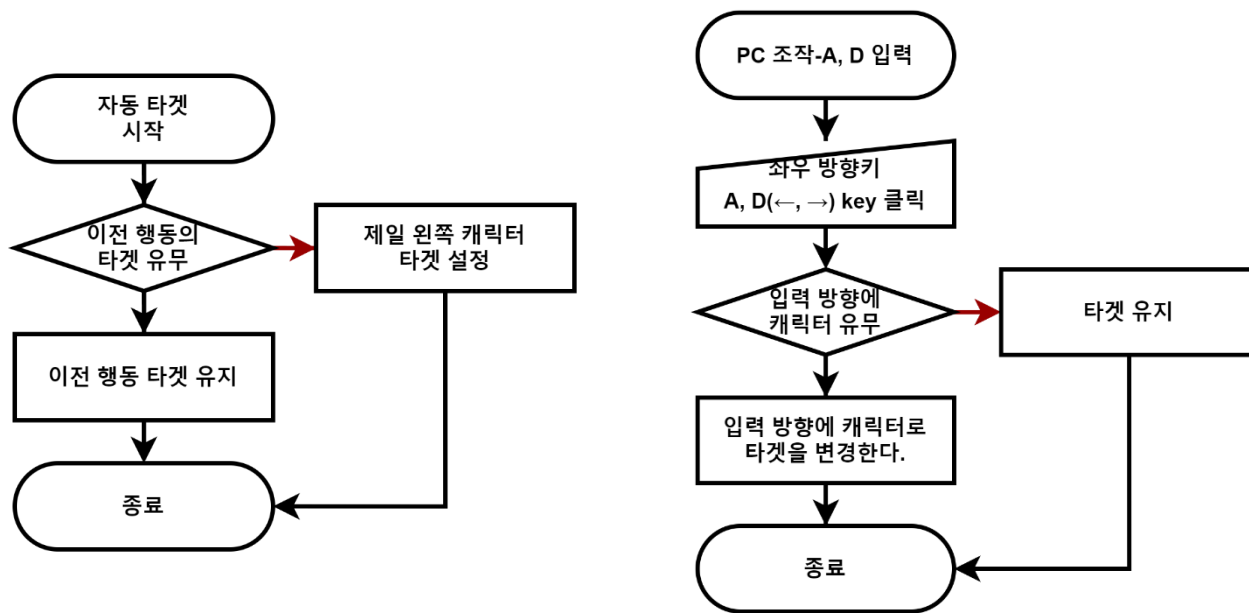 자동 타겟
시작
이전 행동의
타겟 유무
제일 왼쪽 캐릭터
타겟 설정
이전 행동 타겟 유지
종료
PC 조작-A, D 입력
좌우 방향키
A, D(←, →) key 클릭
입력 방향에
캐릭터 유무
타겟 유지
입력 방향에 캐릭터로
타겟을 변경한다.
종료